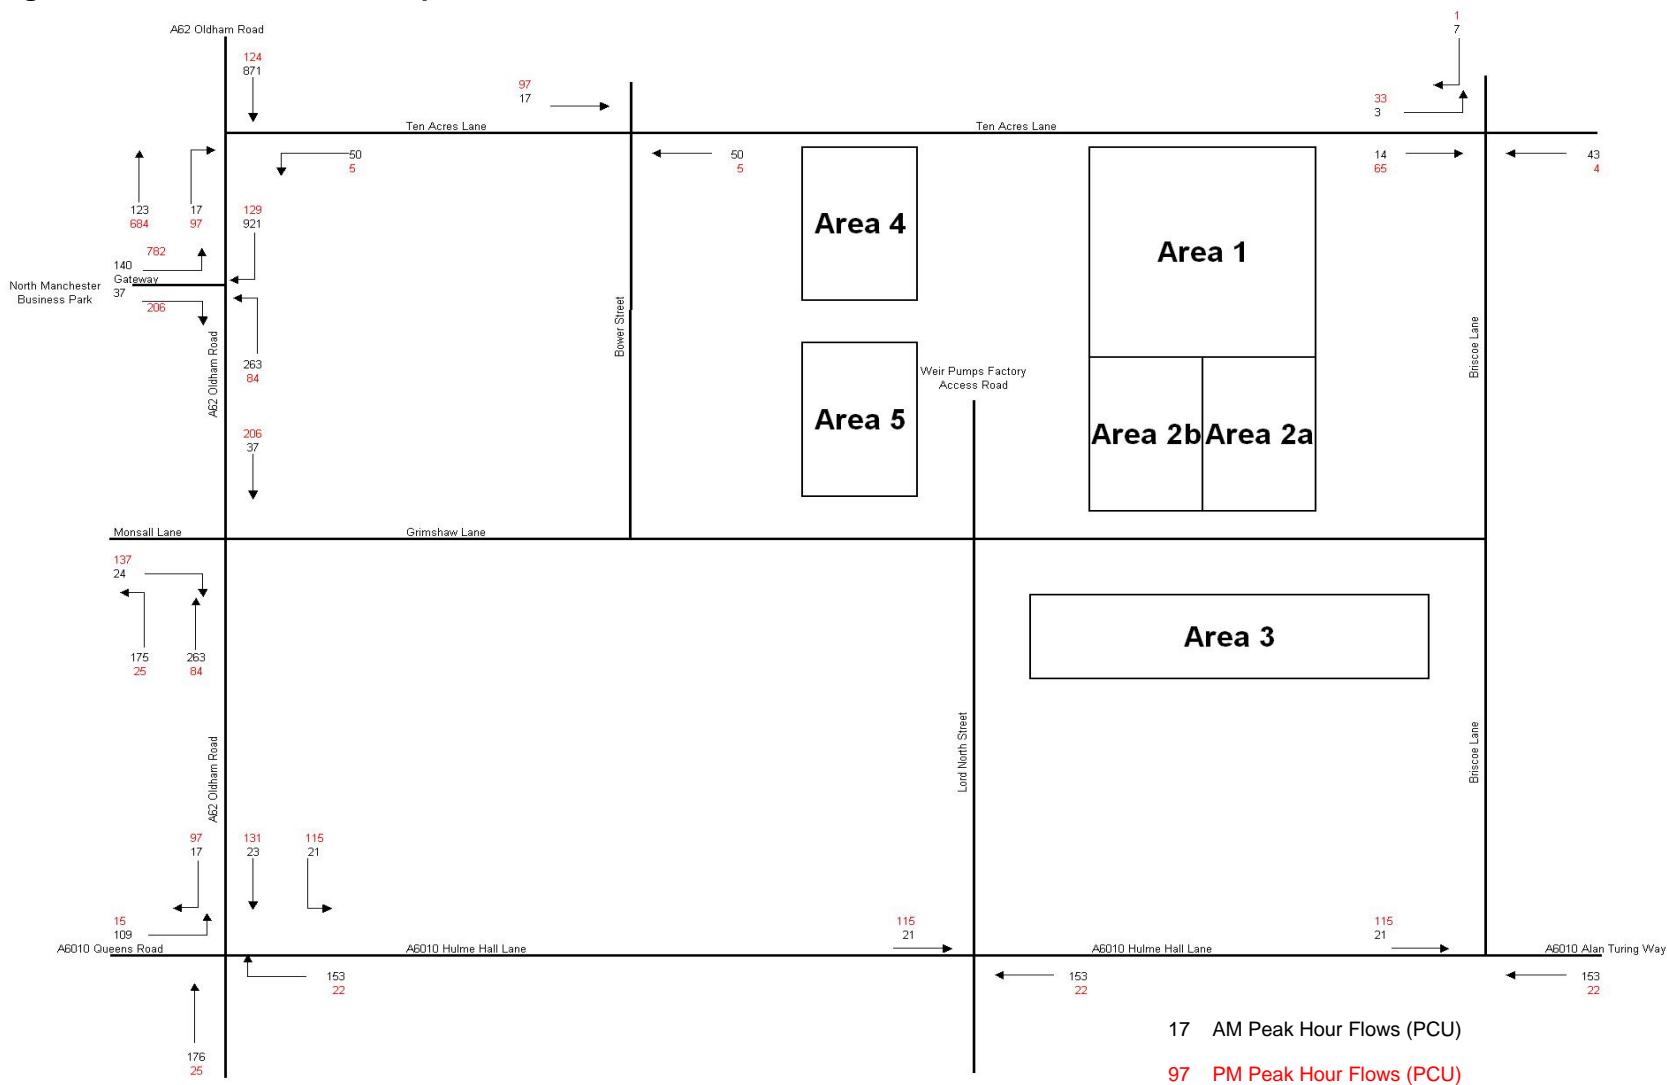 A62 Oldham Road
124
871
97
17
1
7
33
3
Ten Acres Lane
Ten Acres Lane
50
5
50
5
14
65
43
4
123
684
17
97
129
921
782
140
Gateway
37
206
North Manchester
Business Park
A62 Oldham Road
263
84
206
37
Bower Street
Area 4
Area 5
Area 1
Area 2b
Area 2a
Weir Pumps Factory
Access Road
Briscoe Lane
Monsall Lane
Grimshaw Lane
137
24
175
25
263
84
Area 3
A62 Oldham Road
Lord North Street
Briscoe Lane
97
17
131
23
115
21
15
109
115
21
115
21
A6010 Queens Road
A6010 Hulme Hall Lane
A6010 Hulme Hall Lane
A6010 Alan Turing Way
153
22
153
22
153
22
176
25
17 AM Peak Hour Flows (PCU)
97 PM Peak Hour Flows (PCU)